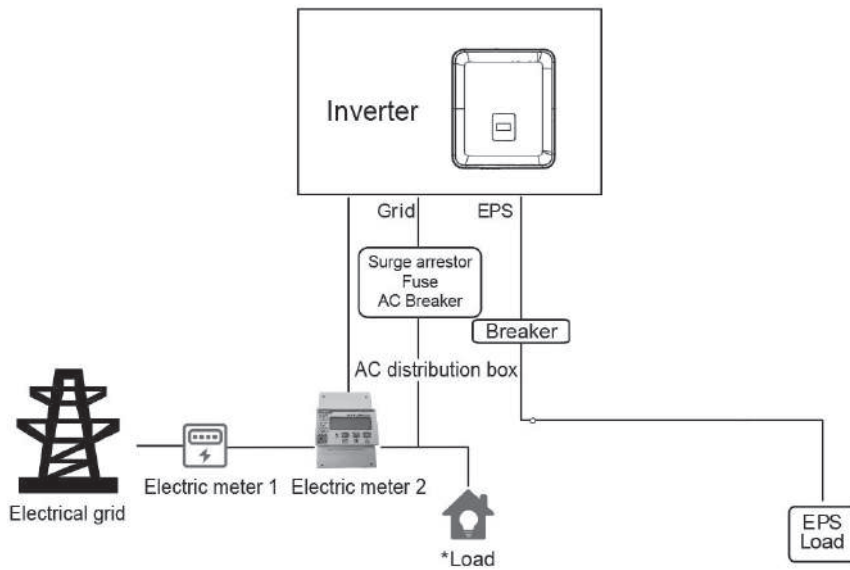 Inverter
Grid
EPS
Surge arrestor
Fuse
AC Breaker
Breaker
AC distribution box
Electric meter 1
Electric meter 2
Electrical grid
*Load
EPS
Load